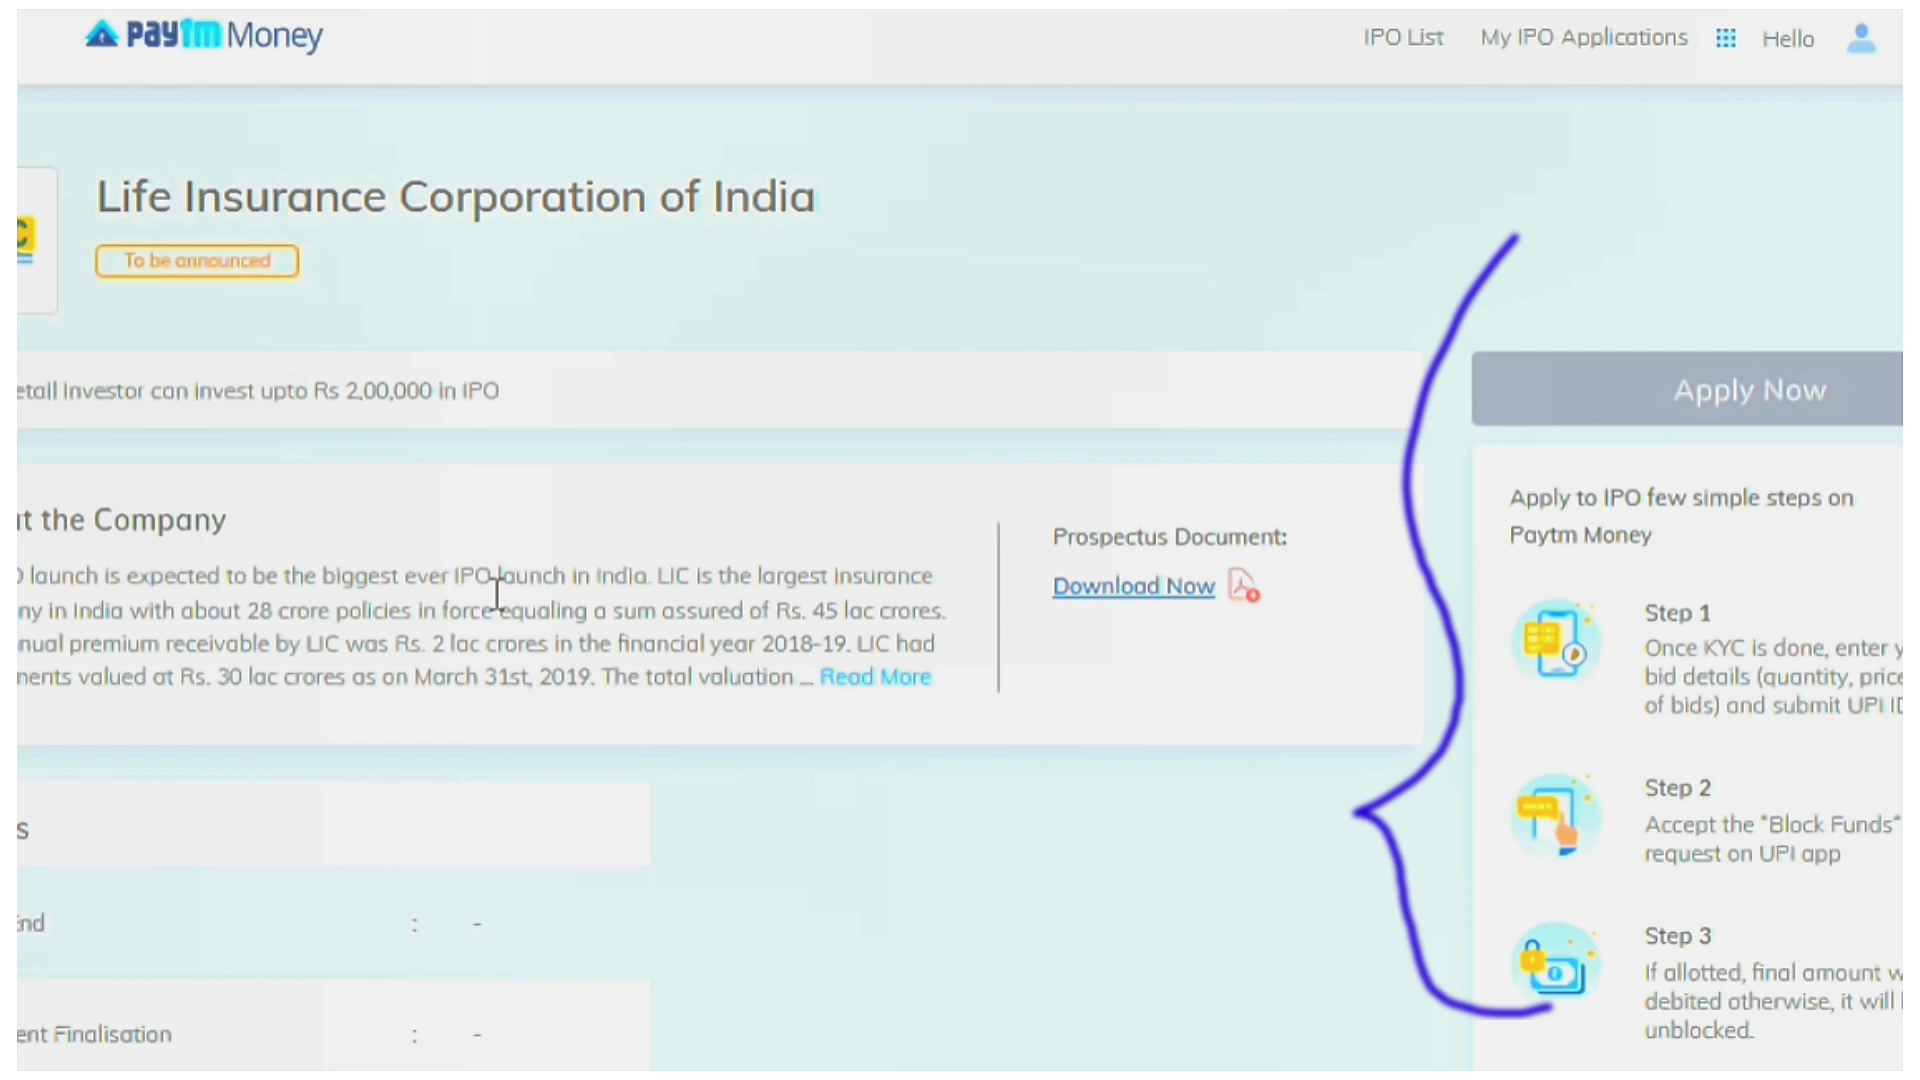 paytm Money
IPO List
My IPO Applications
Hello
Life Insurance Corporation of India
To be announced
etail Investor can invest upto Rs 2,00,000 in IPO
Apply Now
t the Company
launch is expected to be the biggest ever IPO launch in India. LIC is the largest insurance
ny in India with about 28 crore policies in force equaling a sum assured of Rs. 45 lac crores.
nual premium receivable by LIC was Rs. 2 lac crores in the financial year 2018-19. LIC had
nents valued at Rs. 30 lac crores as on March 31st, 2019. The total valuation ... Read More
Prospectus Document:
Download Now
Apply to IPO few simple steps on
Paytm Money
Step 1
Once KYC is done, enter y
bid details (quantity, price
of bids) and submit UPI ID
Step 2
Accept the "Block Funds"
request on UPI app
Step 3
If allotted, final amount w
debited otherwise, it will
unblocked.
s
End : -
ent Finalisation : -